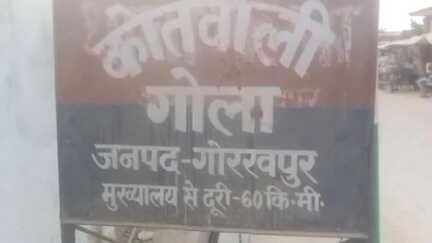 कोतवाली
गोला
जनपद-गोरखपुर
मुख्यालय से दूरी-60कि.मी.